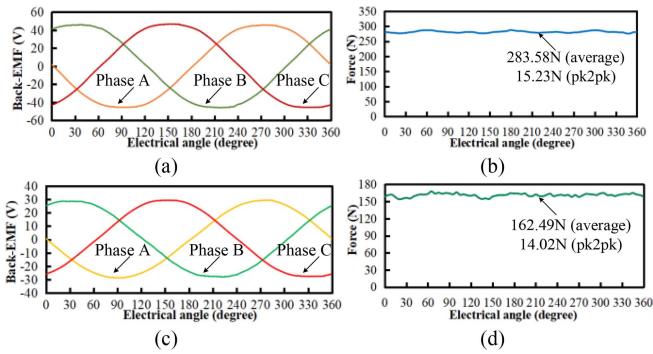 60
40
20
0
-20
-40
-60
Back-EMF (V)
Phase A
Phase B
Phase C
0 30 60 90 120 150 180 210 240 270 300 330 360
Electrical angle (degree)
(a)
350
300
250
200
150
100
50
0
Force (N)
283.58N (average)
15.23N (pk2pk)
0 30 60 90 120 150 180 210 240 270 300 330 360
Electrical angle (degree)
(b)
40
30
20
10
0
-10
-20
-30
-40
Back-EMF (V)
Phase A
Phase B
Phase C
0 30 60 90 120 150 180 210 240 270 300 330 360
Electrical angle (degree)
(c)
180
150
120
90
60
30
0
Force (N)
162.49N (average)
14.02N (pk2pk)
0 30 60 90 120 150 180 210 240 270 300 330 360
Electrical angle (degree)
(d)